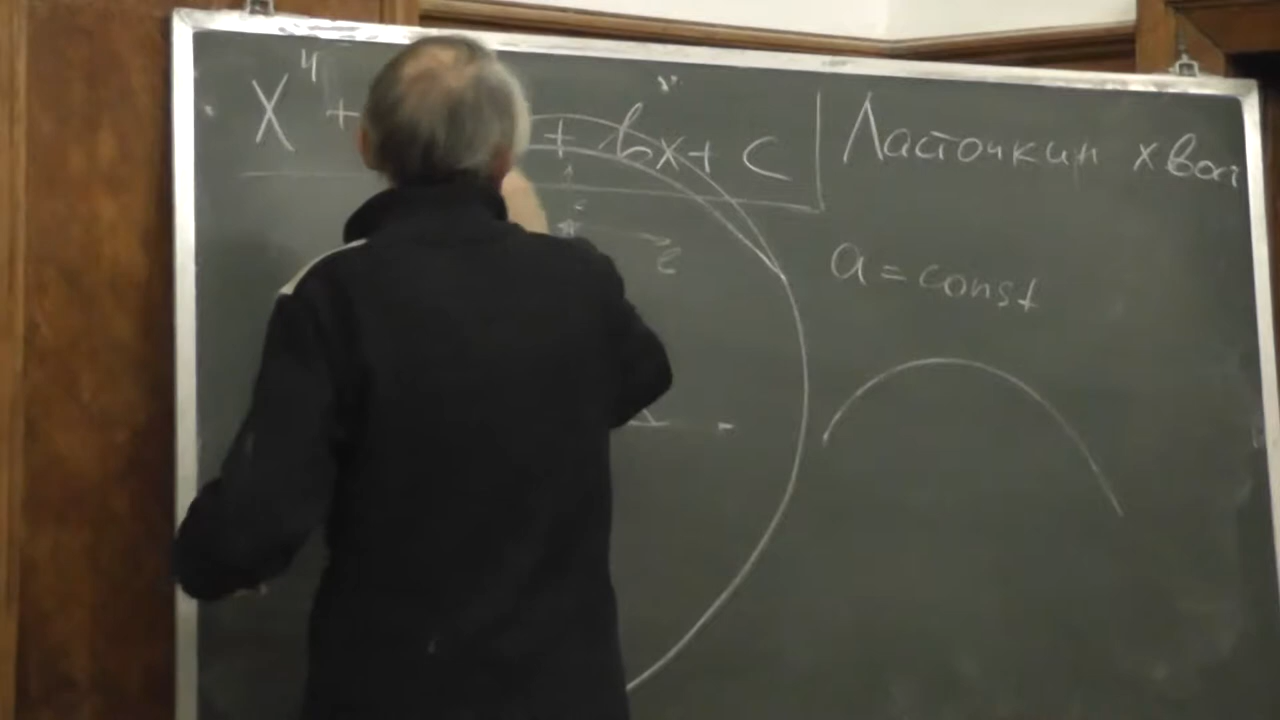 X⁴ + + bx + c
Ласточкин хвост
a = const